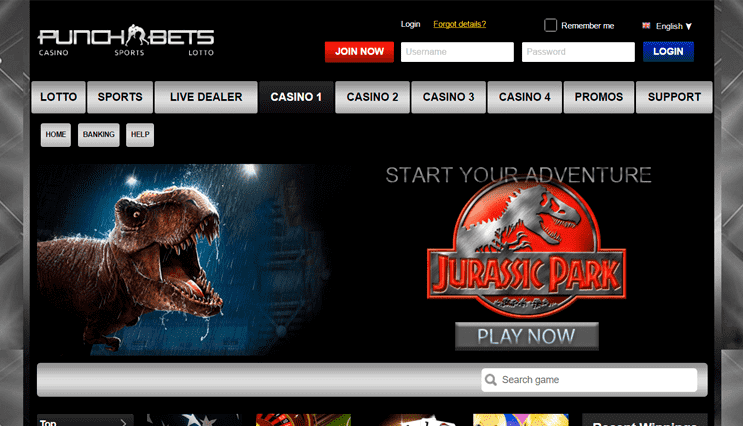 PUNCH BETS
CASINO SPORTS LOTTO
Login Forgot details? Remember me English
JOIN NOW Username Password LOGIN
LOTTO SPORTS LIVE DEALER CASINO 1 CASINO 2 CASINO 3 CASINO 4 PROMOS SUPPORT
HOME BANKING HELP
START YOUR ADVENTURE
JURASSIC PARK
PLAY NOW
Search game
Top
Recent Winnings